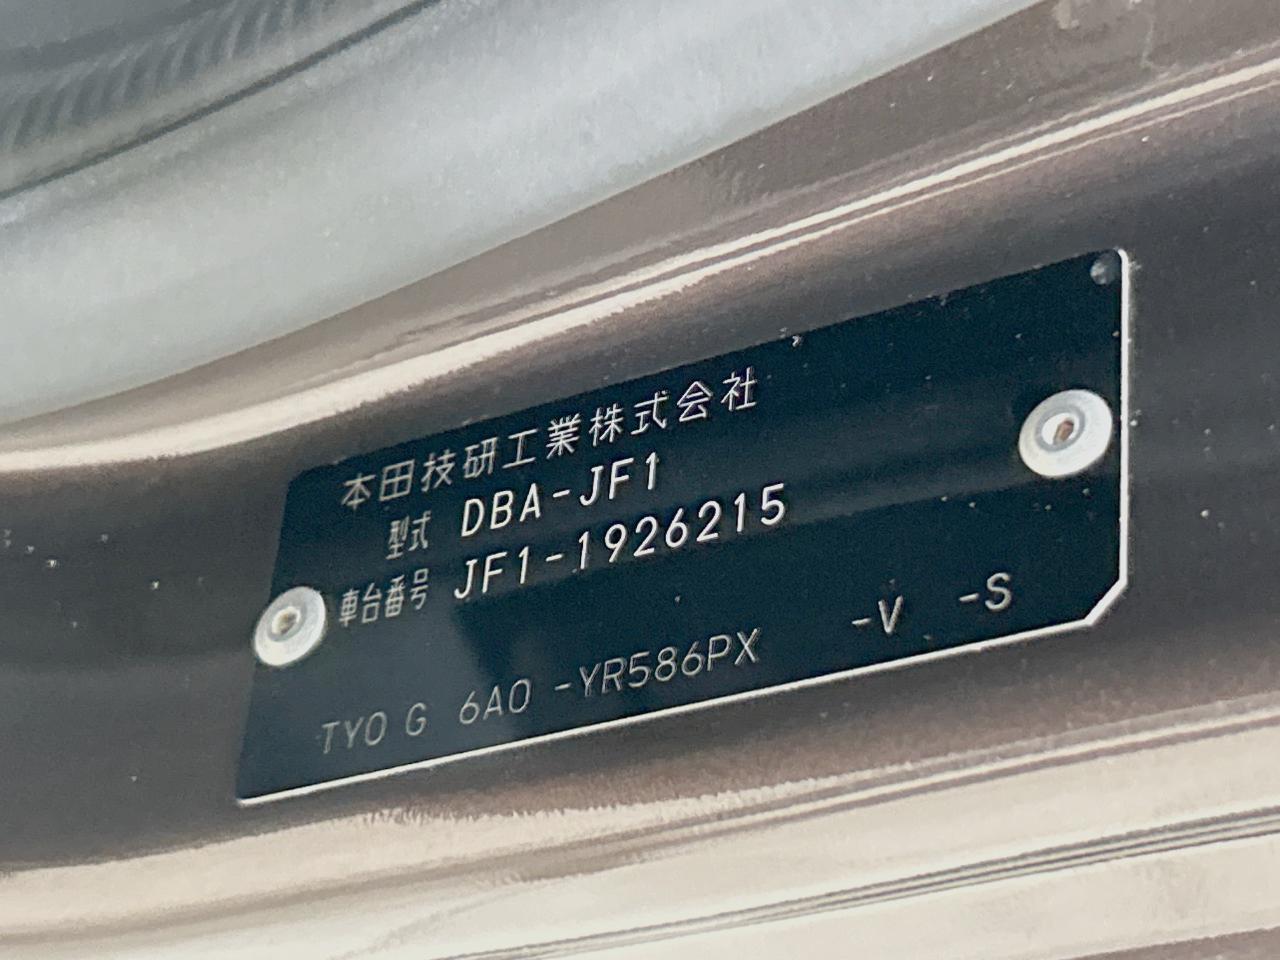 本田技研工業株式会社
型式 DBA-JF1
車台番号 JF1-1926215
TYO G 6AO -YR586PX -V -S